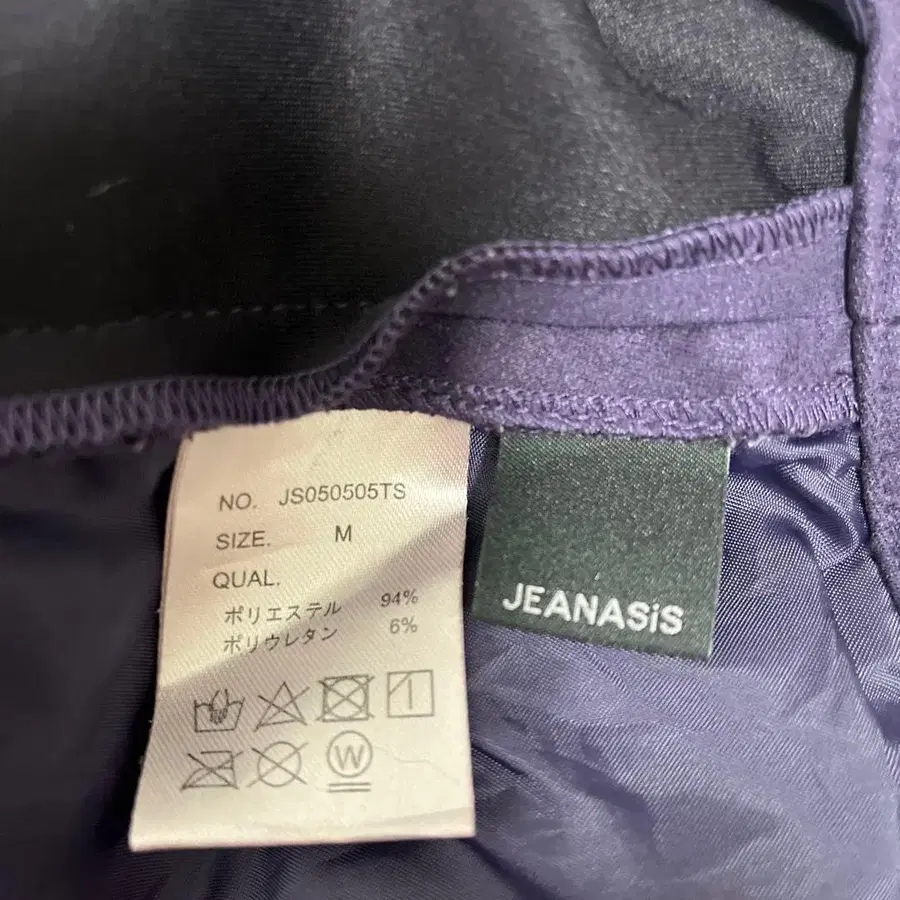 NO. JS050505TS
SIZE. M
QUAL.
ポリエステル 94%
ポリウレタン 6%
W
JEANASiS